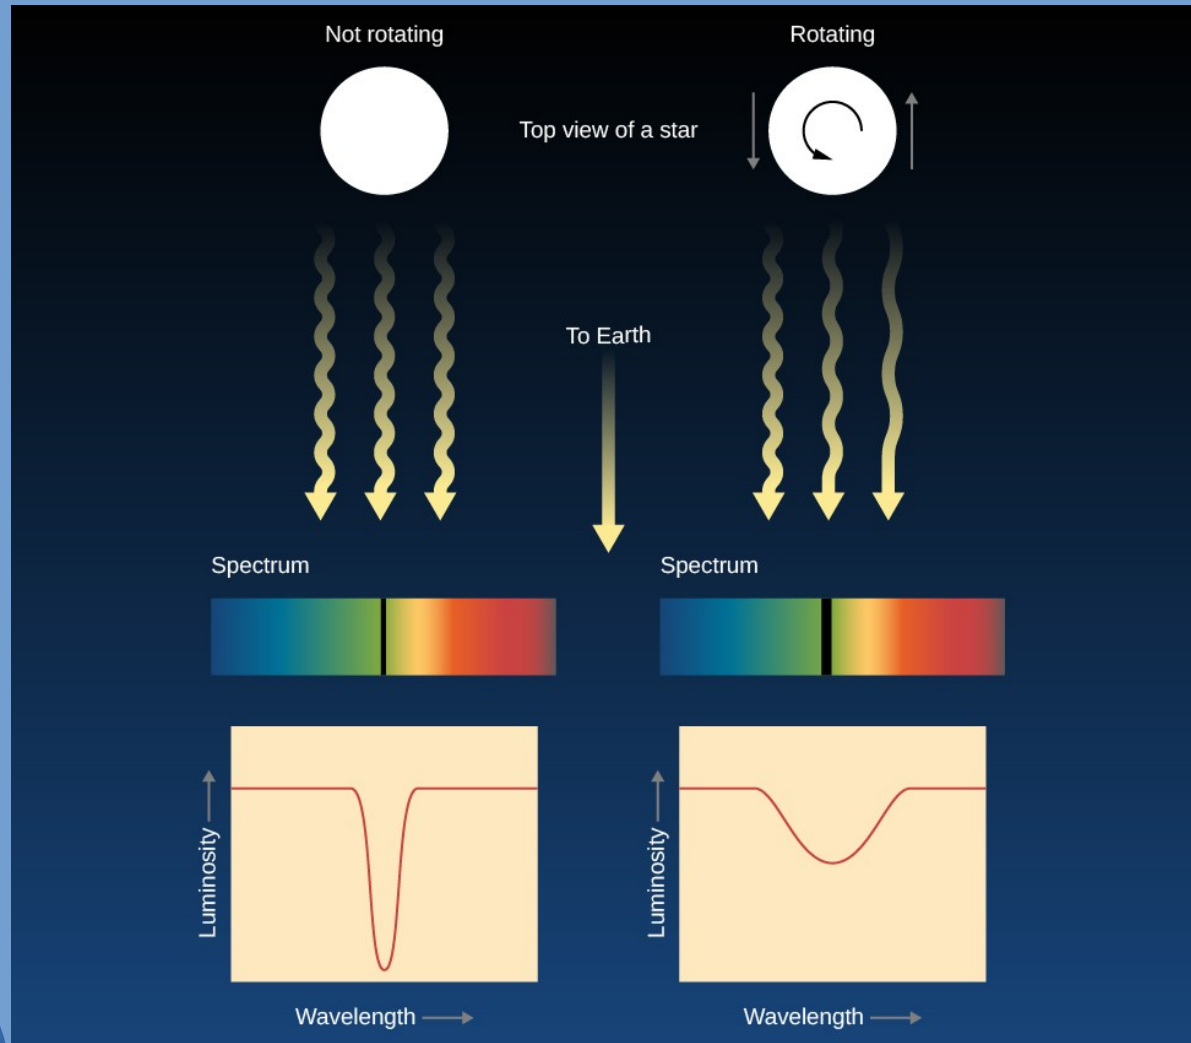 Not rotating
Rotating
Top view of a star
To Earth
Spectrum
Spectrum
Luminosity
Luminosity
Wavelength
Wavelength